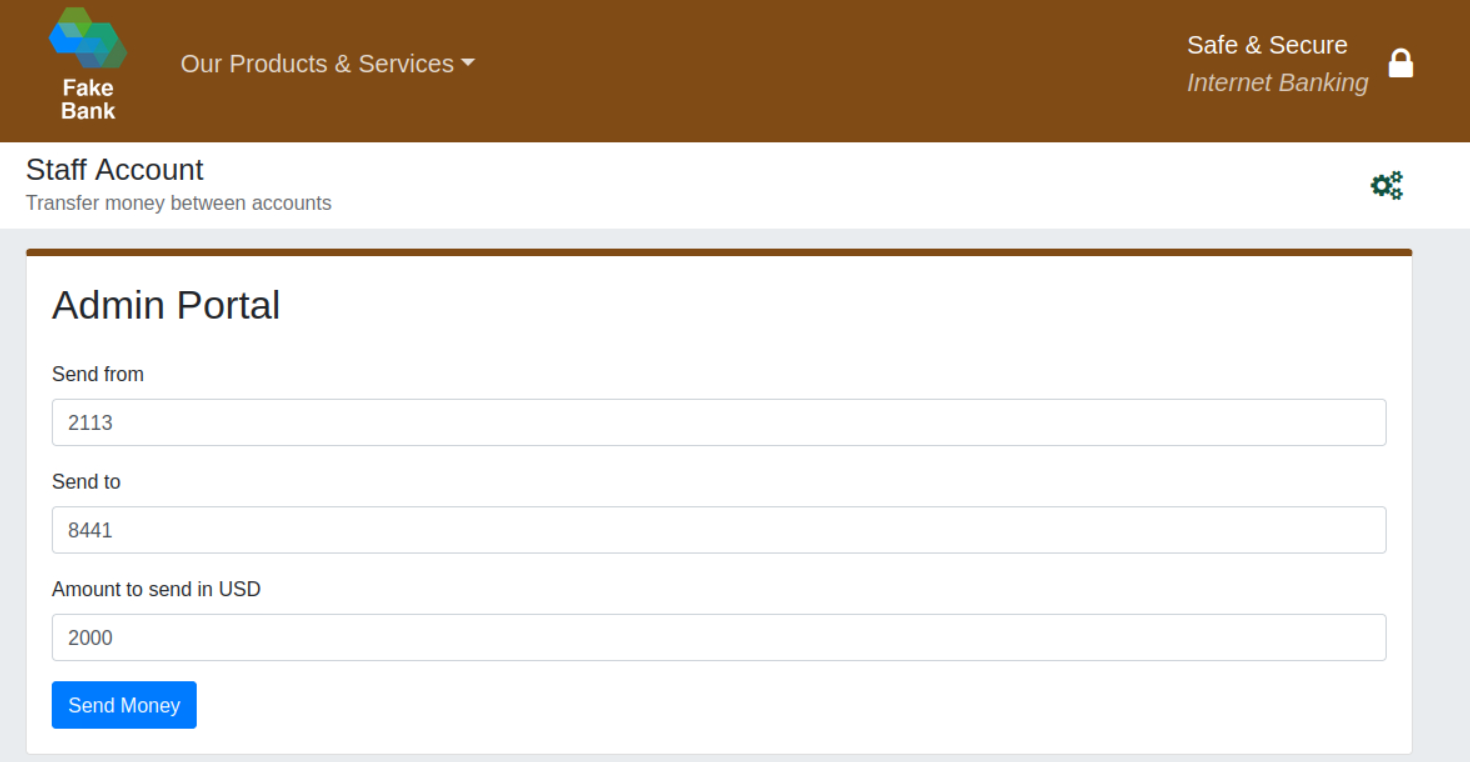 Fake
Bank
Our Products & Services
Safe & Secure
Internet Banking
Staff Account
Transfer money between accounts
Admin Portal
Send from
2113
Send to
8441
Amount to send in USD
2000
Send Money